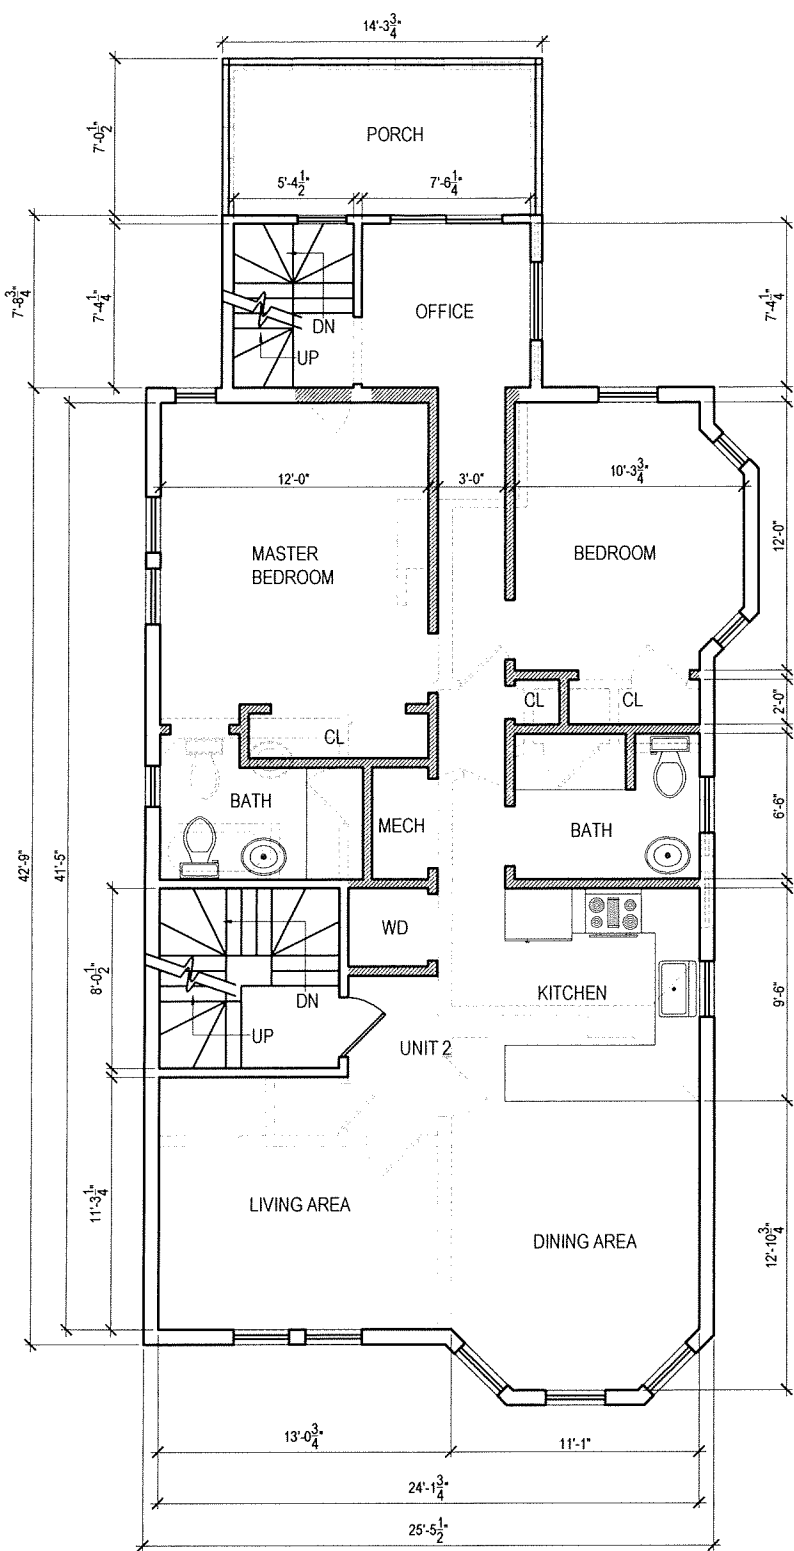 14'-3 3/4"
7'-0 1/2"
PORCH
5'-4 1/2"
7'-6 1/4"
7'-8 3/4"
7'-4 1/4"
7'-4 1/4"
OFFICE
DN
UP
12'-0"
3'-0"
10'-3 3/4"
12'-0"
MASTER
BEDROOM
BEDROOM
CL
CL
2'-0"
CL
BATH
MECH
BATH
6'-6"
42'-9"
41'-5"
WD
8'-0 1/2"
DN
UP
KITCHEN
9'-6"
UNIT 2
11'-3 1/4"
LIVING AREA
DINING AREA
12'-10 3/4"
13'-0 3/4"
11'-1"
24'-1 3/4"
25'-5 1/2"